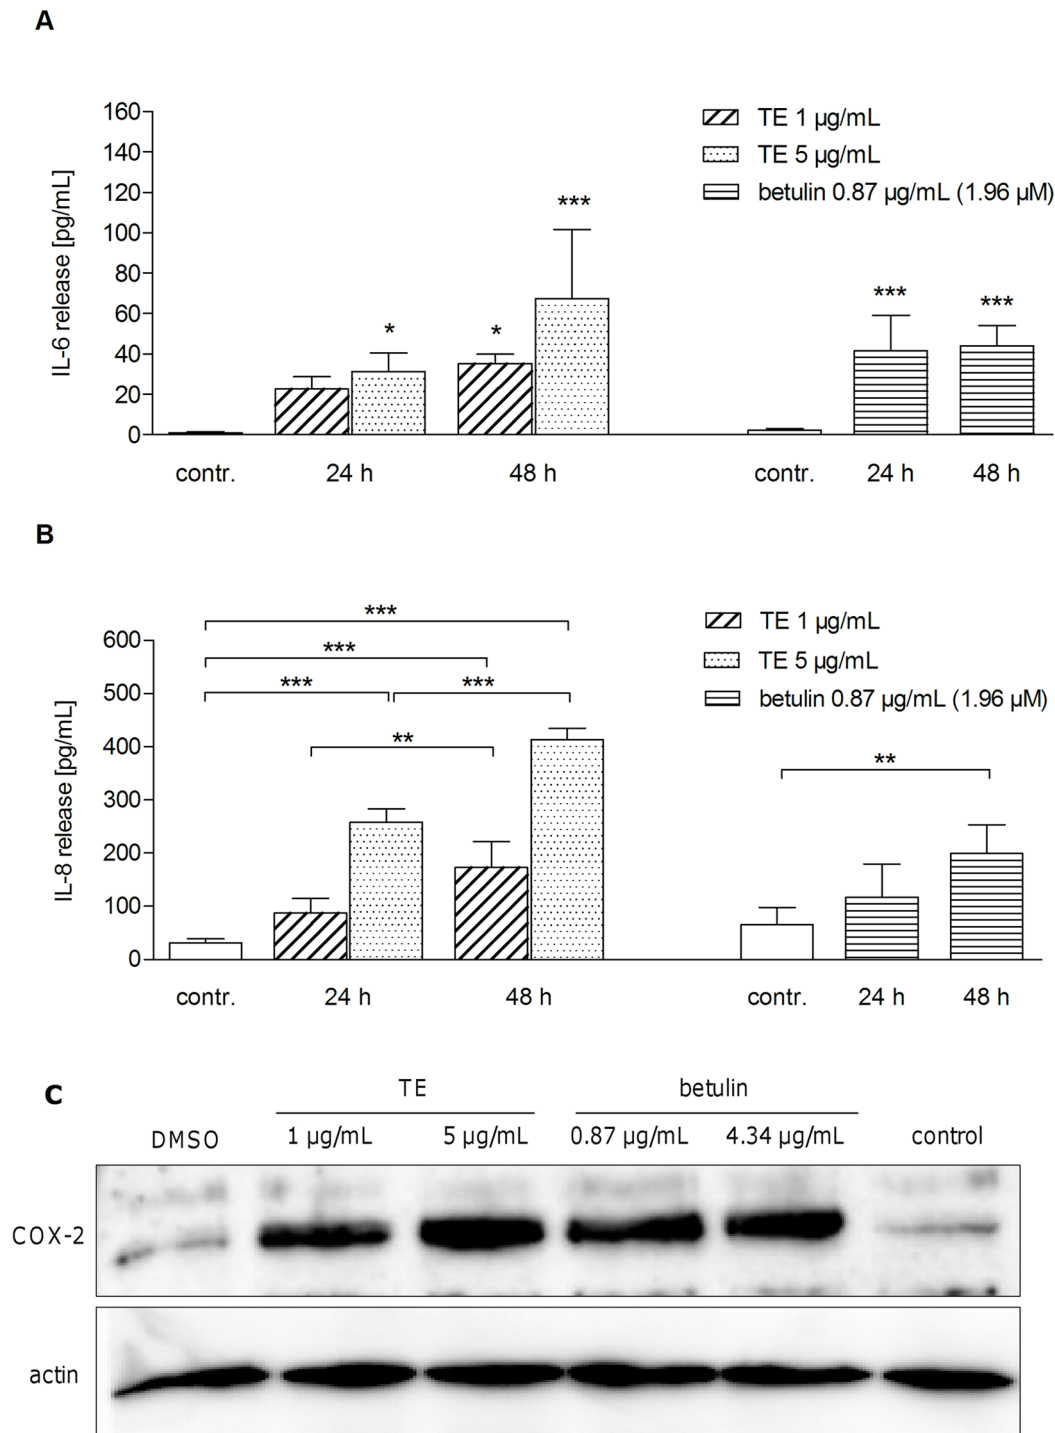 A
160
140
120
100
80
60
40
20
0
IL-6 release [pg/mL]
TE 1 µg/mL
TE 5 µg/mL
betulin 0.87 µg/mL (1.96 µM)
*
*
***
***
***
contr.
24 h
48 h
contr.
24 h
48 h
B
600
500
400
300
200
100
0
IL-8 release [pg/mL]
TE 1 µg/mL
TE 5 µg/mL
betulin 0.87 µg/mL (1.96 µM)
***
***
***
***
**
**
contr.
24 h
48 h
contr.
24 h
48 h
C
TE
betulin
DMSO
1 µg/mL
5 µg/mL
0.87 µg/mL
4.34 µg/mL
control
COX-2
actin